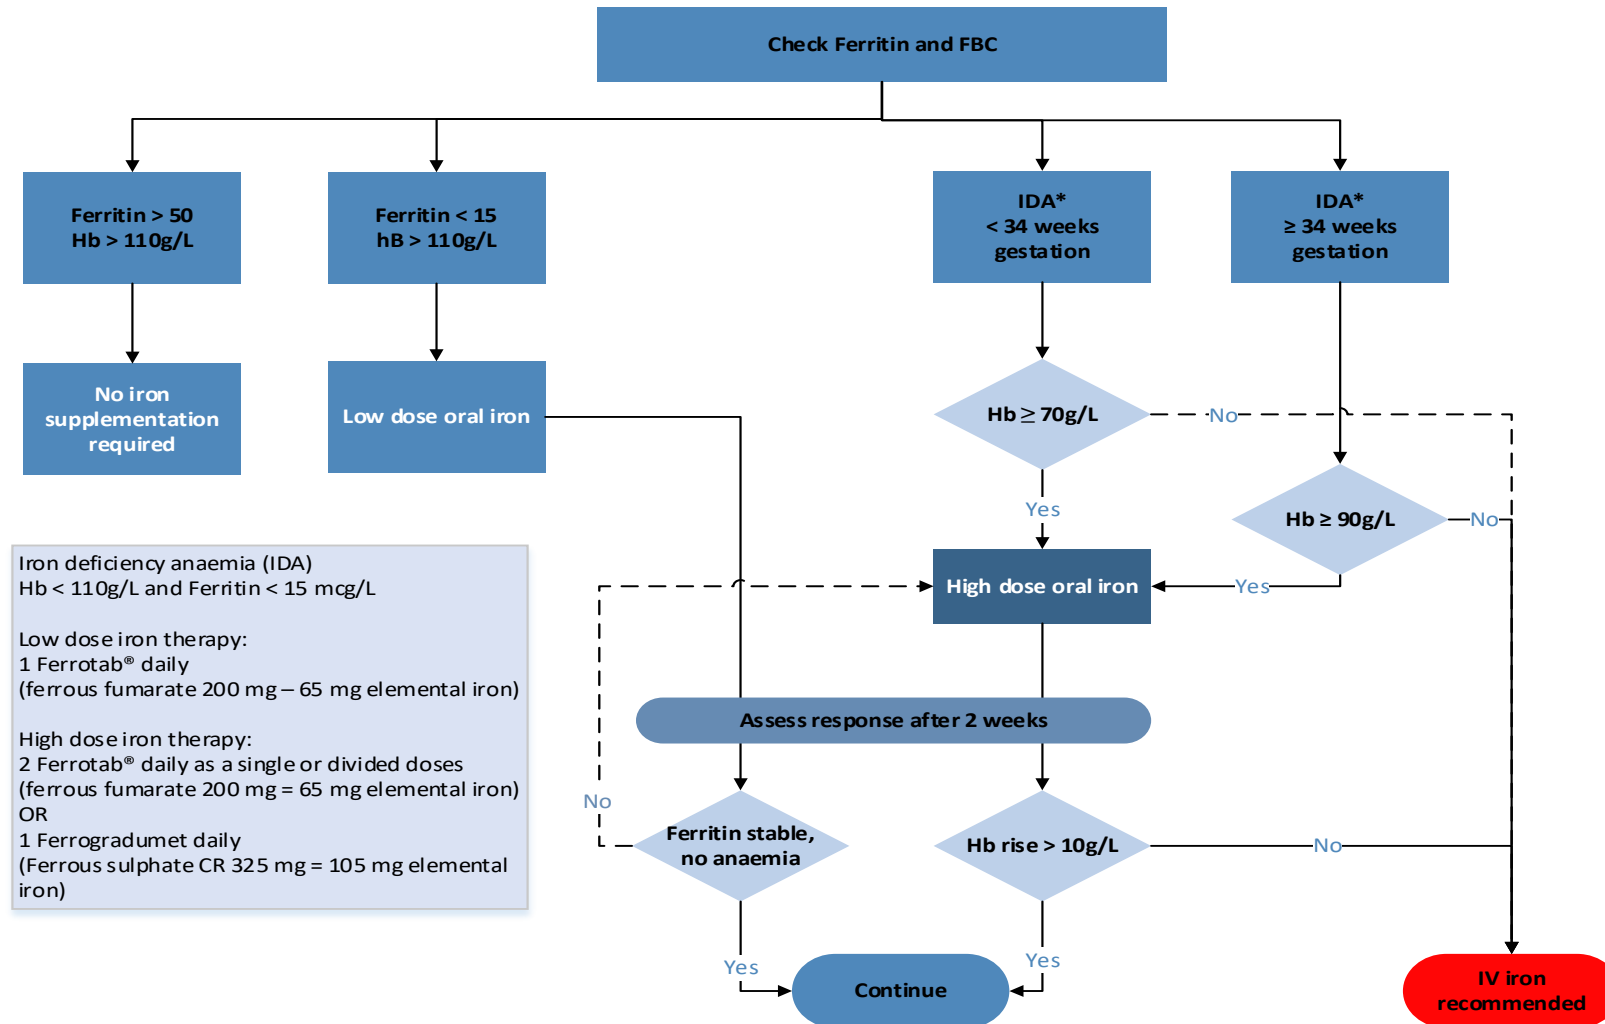 Check Ferritin and FBC
Ferritin > 50
Hb > 110g/L
Ferritin < 15
hB > 110g/L
IDA*
< 34 weeks
gestation
IDA*
≥ 34 weeks
gestation
No iron
supplementation
required
Low dose oral iron
Hb ≥ 70g/L
No
Yes
Hb ≥ 90g/L
No
Yes
High dose oral iron
Iron deficiency anaemia (IDA)
Hb < 110g/L and Ferritin < 15 mcg/L
Low dose iron therapy:
1 Ferrotab® daily
(ferrous fumarate 200 mg – 65 mg elemental iron)
High dose iron therapy:
2 Ferrotab® daily as a single or divided doses
(ferrous fumarate 200 mg = 65 mg elemental iron)
OR
1 Ferrogradumet daily
(Ferrous sulphate CR 325 mg = 105 mg elemental
iron)
Assess response after 2 weeks
No
Ferritin stable,
no anaemia
Hb rise > 10g/L
No
Yes
Yes
Continue
IV iron
recommended